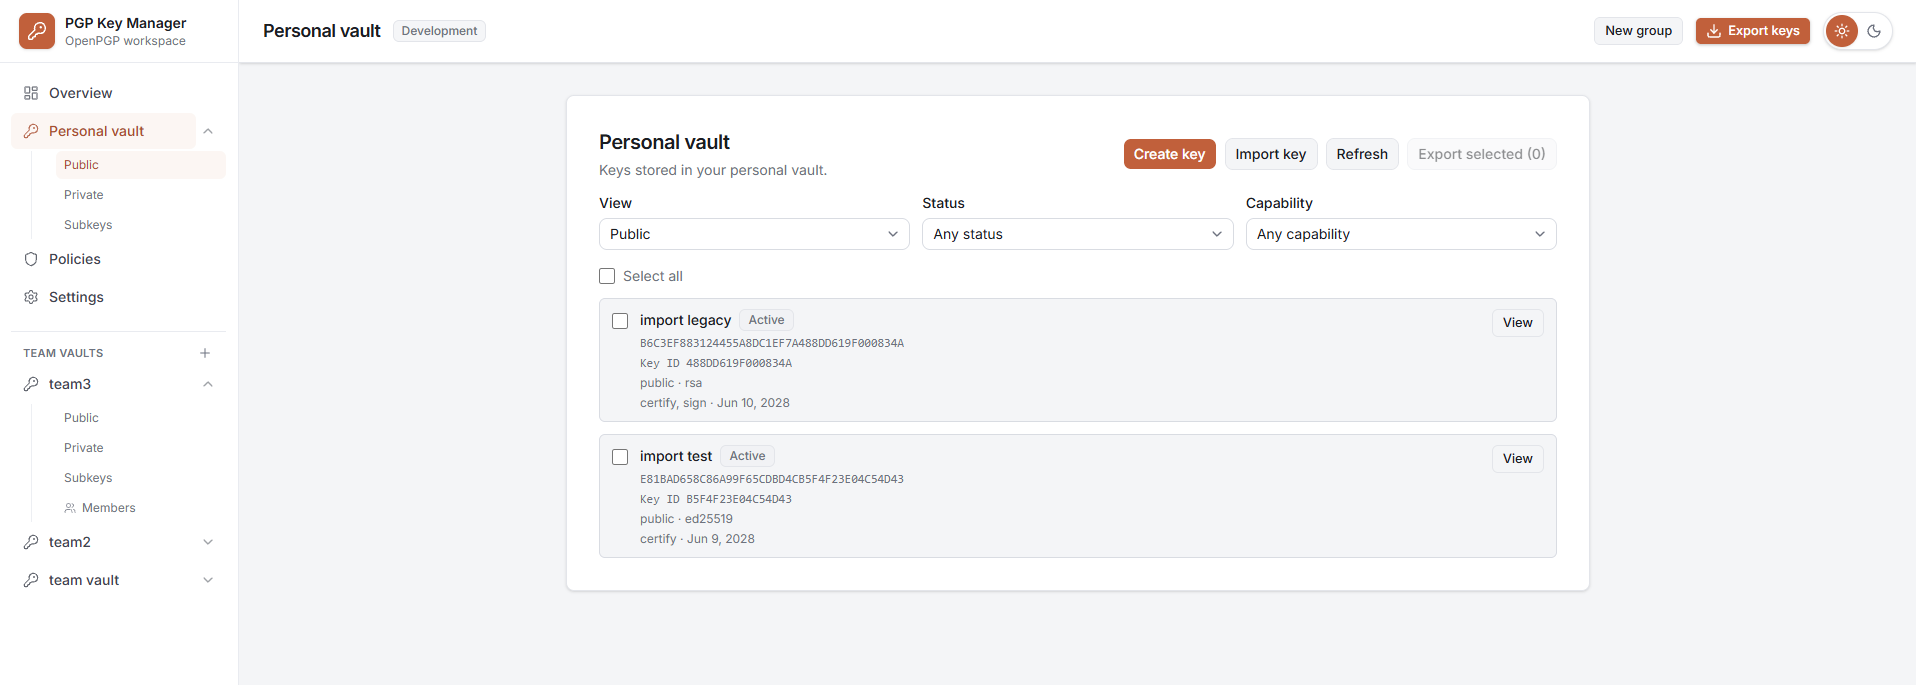 PGP Key Manager
OpenPGP workspace
Personal vault
Development
New group
Export keys
Overview
Personal vault
Public
Private
Subkeys
Policies
Settings
TEAM VAULTS
team3
Public
Private
Subkeys
Members
team2
team vault
Personal vault
Keys stored in your personal vault.
Create key
Import key
Refresh
Export selected (0)
View
Status
Capability
Public
Any status
Any capability
Select all
import legacy Active
View
B6C3EF883124455A8DC1EF7A488DD619F000834A
Key ID 488DD619F000834A
public · rsa
certify, sign · Jun 10, 2028
import test Active
View
E81BAD658C86A99F65CDBD4CB5F4F23E04C54D43
Key ID B5F4F23E04C54D43
public · ed25519
certify · Jun 9, 2028